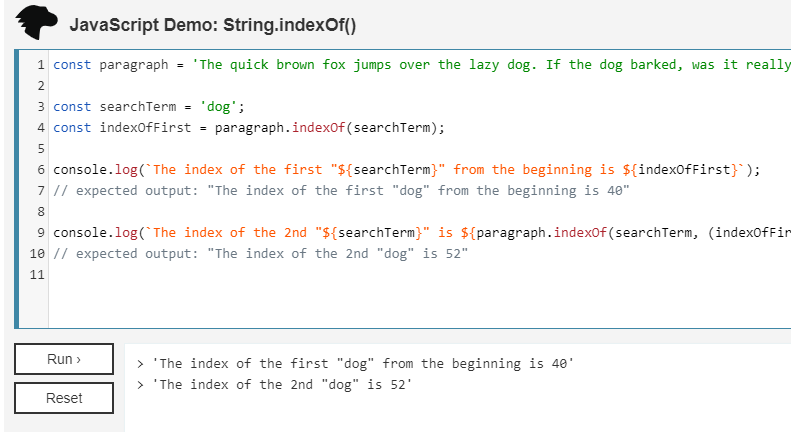 JavaScript Demo: String.indexOf()
1 const paragraph = 'The quick brown fox jumps over the lazy dog. If the dog barked, was it really
2
3 const searchTerm = 'dog';
4 const indexOfFirst = paragraph.indexOf(searchTerm);
5
6 console.log(`The index of the first "${searchTerm}" from the beginning is ${indexOfFirst}`);
7 // expected output: "The index of the first "dog" from the beginning is 40"
8
9 console.log(`The index of the 2nd "${searchTerm}" is ${paragraph.indexOf(searchTerm, (indexOfFir
10 // expected output: "The index of the 2nd "dog" is 52"
11
Run ›
> 'The index of the first "dog" from the beginning is 40'
> 'The index of the 2nd "dog" is 52'
Reset